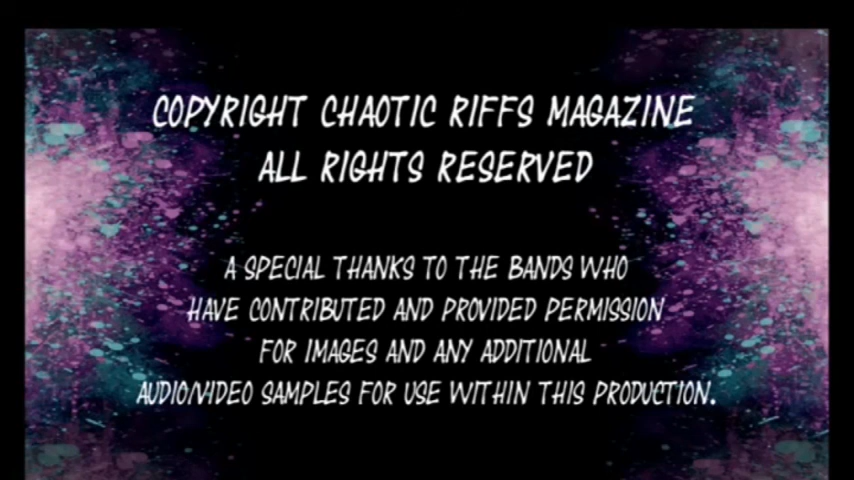 COPYRIGHT CHAOTIC RIFFS MAGAZINE
ALL RIGHTS RESERVED
A SPECIAL THANKS TO THE BANDS WHO
HAVE CONTRIBUTED AND PROVIDED PERMISSION
FOR IMAGES AND ANY ADDITIONAL
AUDIO/VIDEO SAMPLES FOR USE WITHIN THIS PRODUCTION.